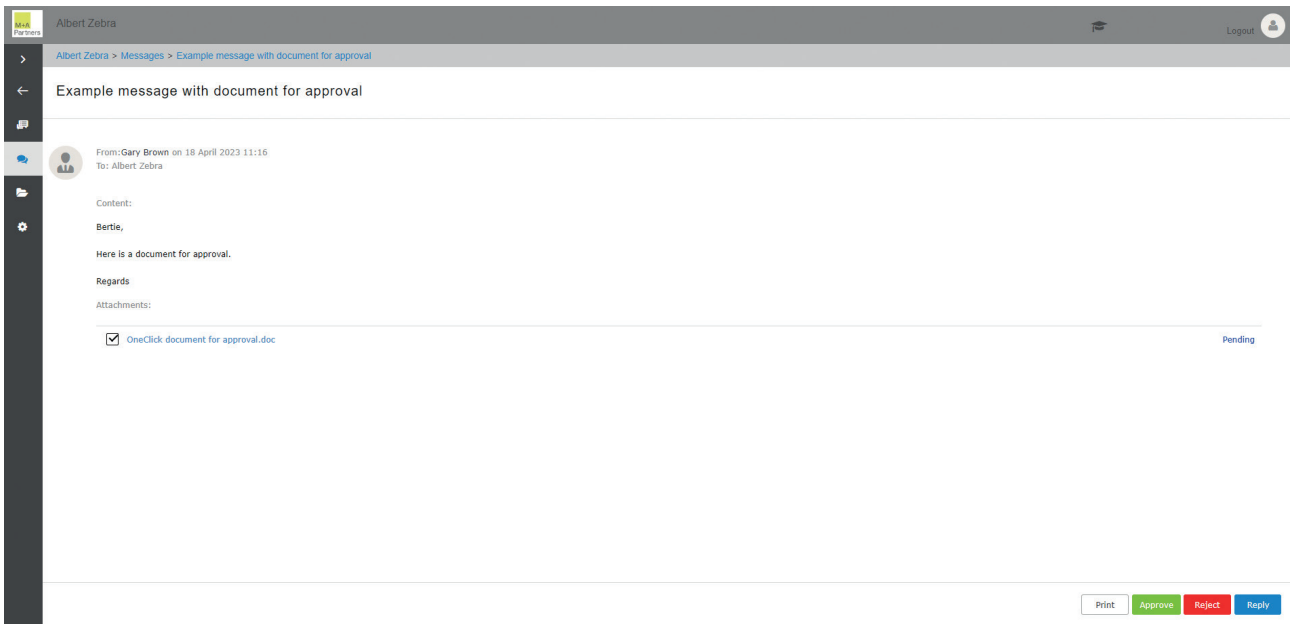 M+A
Partners
Albert Zebra
Logout
Albert Zebra > Messages > Example message with document for approval
Example message with document for approval
From:Gary Brown on 18 April 2023 11:16
To: Albert Zebra
Content:
Bertie,
Here is a document for approval.
Regards
Attachments:
OneClick document for approval.doc
Pending
Print
Approve
Reject
Reply